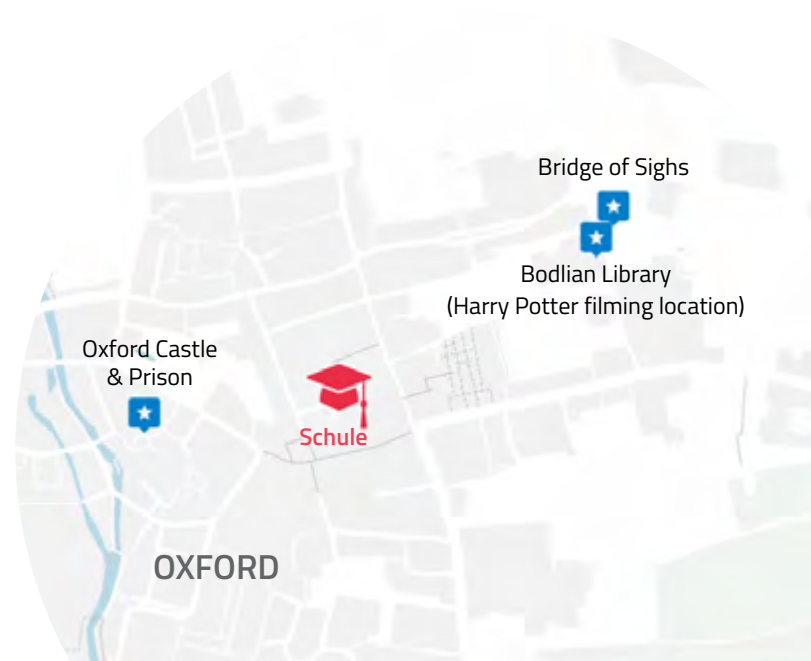 Bridge of Sighs
Bodlian Library
(Harry Potter filming location)
Oxford Castle
& Prison
Schule
OXFORD